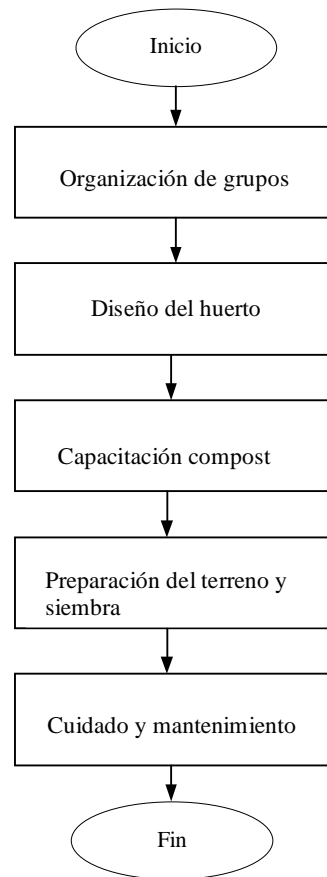 Inicio
Organización de grupos
Diseño del huerto
Capacitación compost
Preparación del terreno y
siembra
Cuidado y mantenimiento
Fin